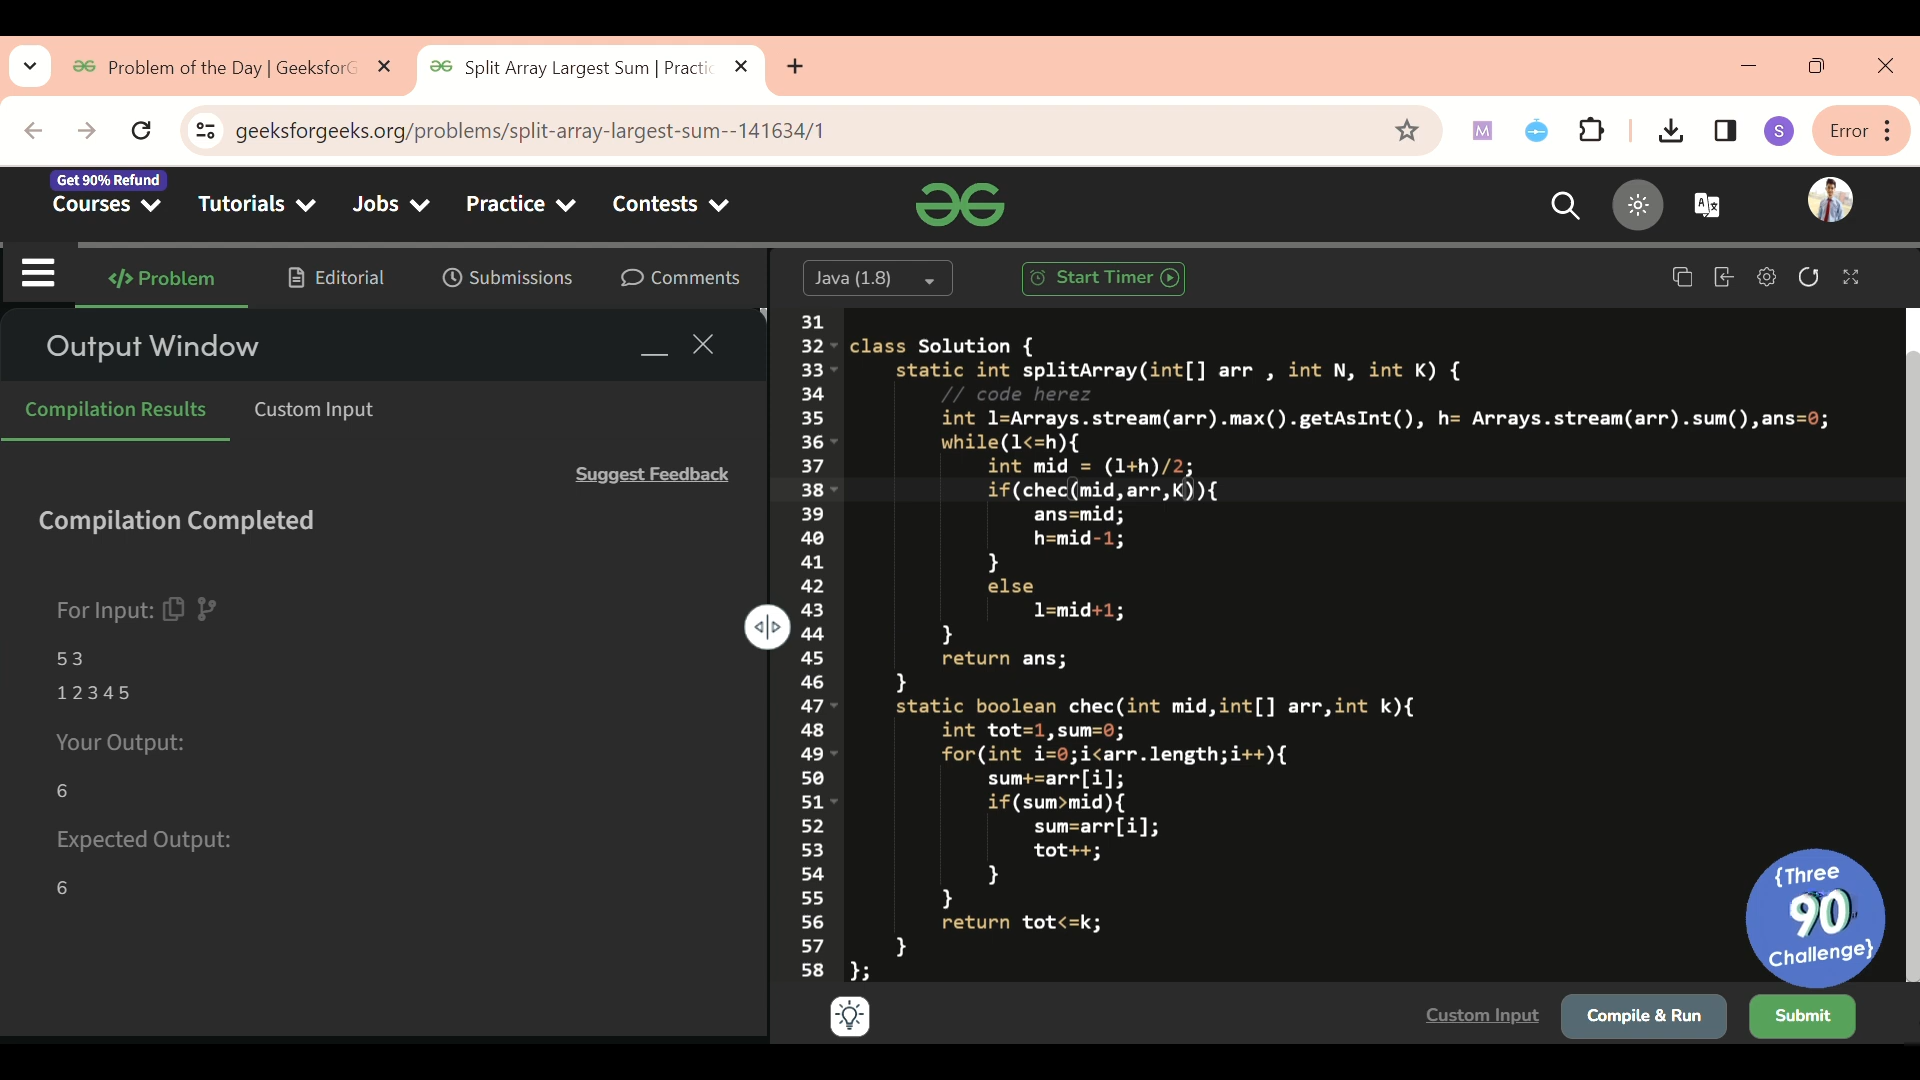 Problem of the Day | GeeksforG
Split Array Largest Sum | Practic
geeksforgeeks.org/problems/split-array-largest-sum--141634/1
M
S
Error
Get 90% Refund
Courses
Tutorials
Jobs
Practice
Contests
</> Problem
Editorial
Submissions
Comments
Java (1.8)
Start Timer
Output Window
Compilation Results
Custom Input
Suggest Feedback
Compilation Completed
For Input:
5 3
1 2 3 4 5
Your Output:
6
Expected Output:
6
31
32 class Solution {
33 static int splitArray(int[] arr , int N, int K) {
34 // code herez
35 int l=Arrays.stream(arr).max().getAsInt(), h= Arrays.stream(arr).sum(),ans=0;
36 while(l<=h){
37 int mid = (l+h)/2;
38 if(chec(mid,arr,K)){
39 ans=mid;
40 h=mid-1;
41 }
42 else
43 l=mid+1;
44 }
45 return ans;
46 }
47 static boolean chec(int mid,int[] arr,int k){
48 int tot=1,sum=0;
49 for(int i=0;i<arr.length;i++){
50 sum+=arr[i];
51 if(sum>mid){
52 sum=arr[i];
53 tot++;
54 }
55 }
56 return tot<=k;
57 }
58 };
{Three
90
Challenge}
Custom Input
Compile & Run
Submit